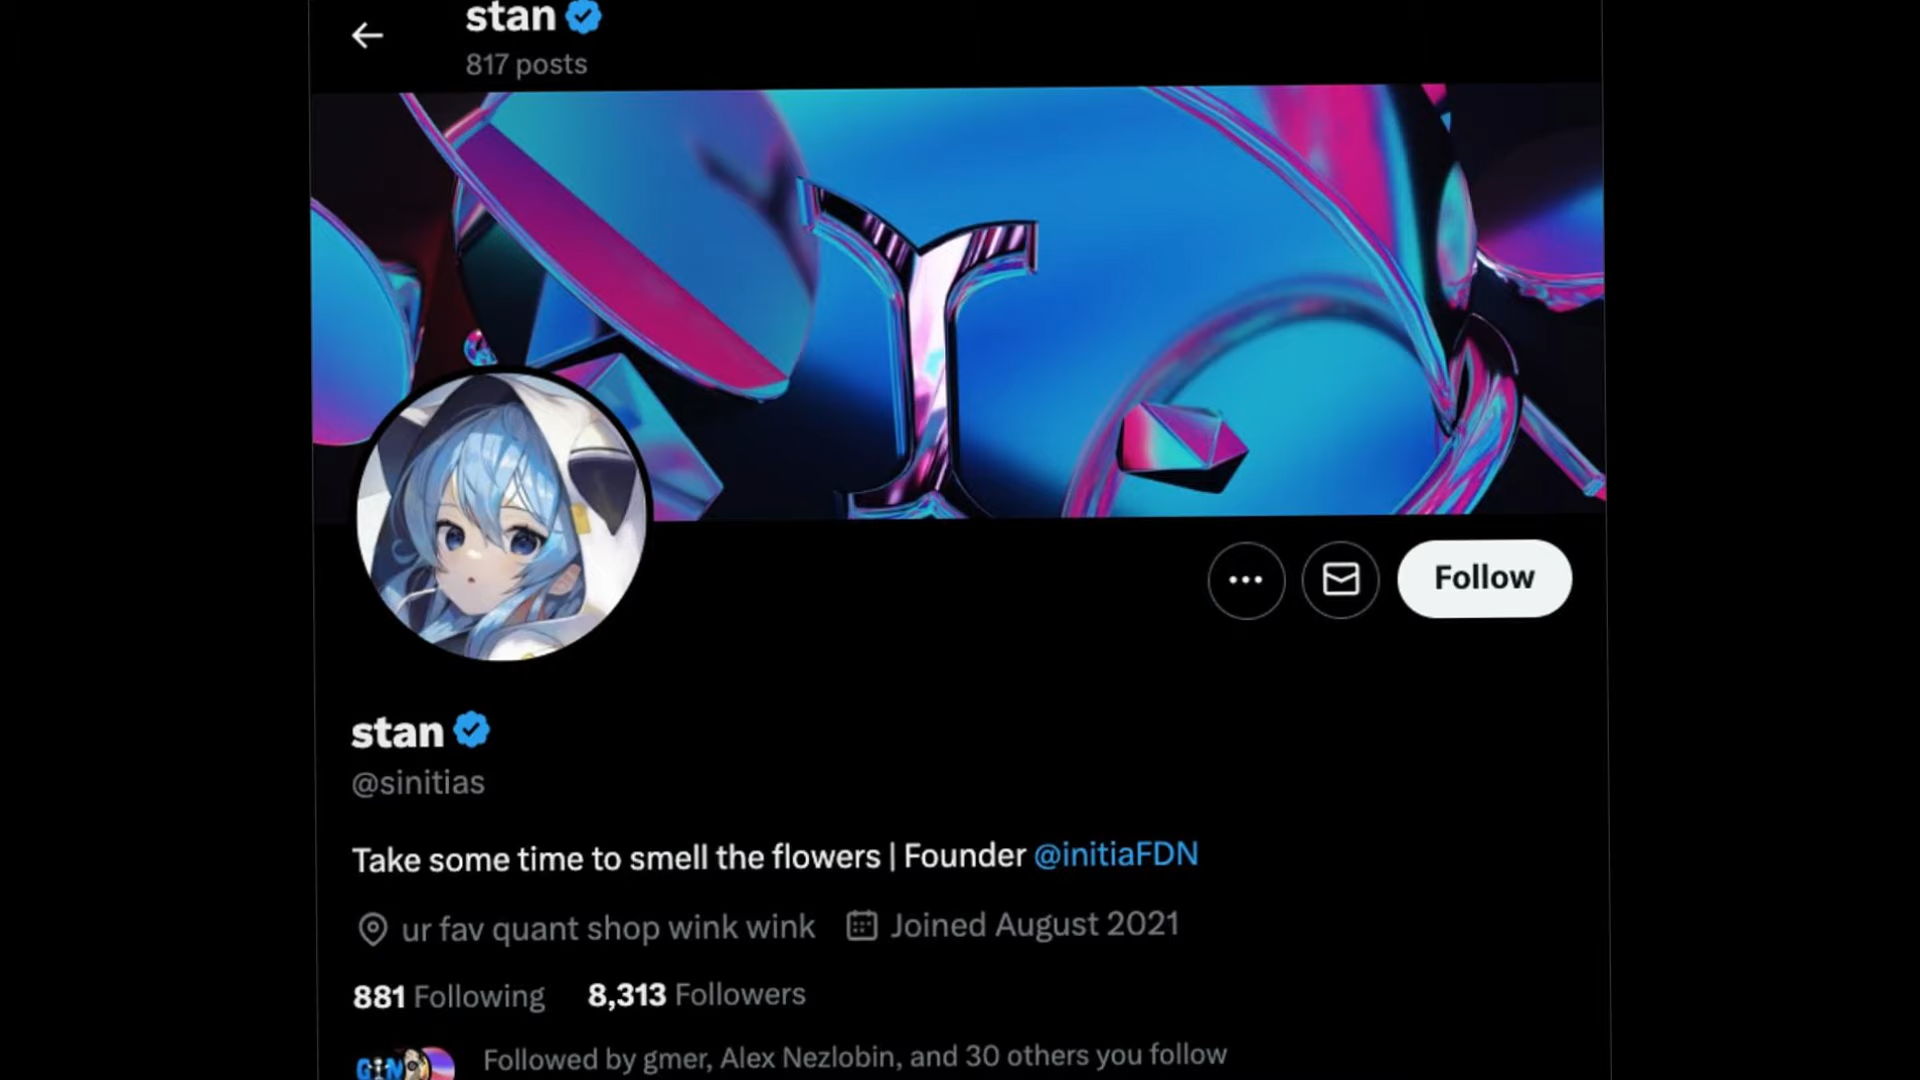 stan
817 posts
Follow
stan
@sinitias
Take some time to smell the flowers | Founder @initiaFDN
ur fav quant shop wink wink Joined August 2021
881 Following 8,313 Followers
GM
Followed by gmer, Alex Nezlobin, and 30 others you follow